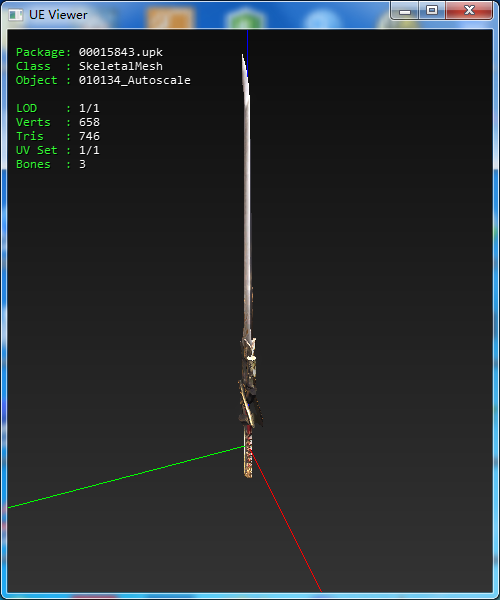 UE Viewer
Package: 00015843.upk
Class  : SkeletalMesh
Object : 010134_Autoscale
LOD    : 1/1
Verts  : 658
Tris   : 746
UV Set : 1/1
Bones  : 3